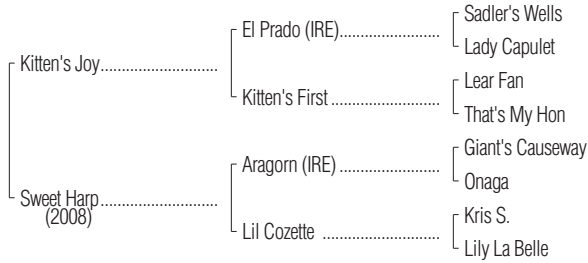 Sadler's Wells
El Prado (IRE)......................
Lady Capulet
Kitten's Joy..........................
Lear Fan
Kitten's First ........................
That's My Hon
Giant's Causeway
Aragorn (IRE) ......................
Onaga
Sweet Harp..........................
(2008)
Kris S.
Lil Cozette ..........................
Lily La Belle